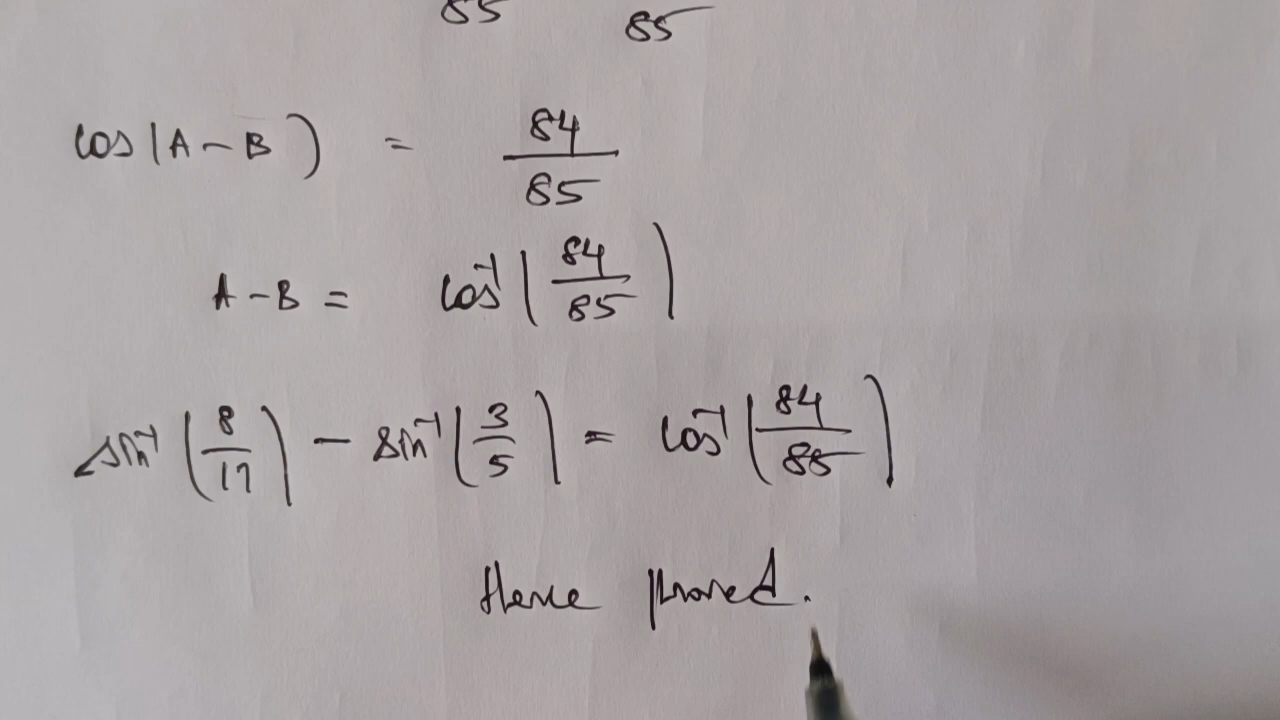 85 85
cos(A-B) = 84/85
A-B = cos⁻¹(84/85)
sin⁻¹(8/17) - sin⁻¹(3/5) = cos⁻¹(84/85)
Hence proved.